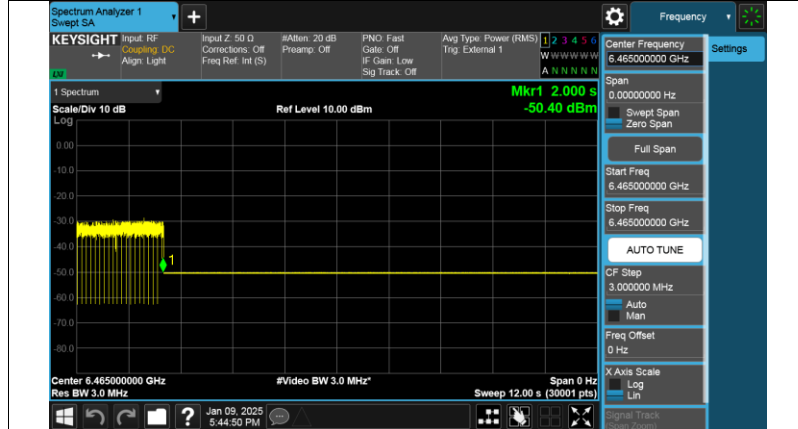 Spectrum Analyzer 1
Swept SA
+
Frequency
KEYSIGHT
Input: RF
Coupling: DC
Align: Light
Input Z: 50 Ω
Corrections: Off
Freq Ref: Int (S)
#Atten: 20 dB
Preamp: Off
PNO: Fast
Gate: Off
IF Gain: Low
Sig Track: Off
Avg Type: Power (RMS)
Trig: External 1
1 2 3 4 5 6
W W W W W W
A N N N N N
LXI
1 Spectrum
Scale/Div 10 dB
Ref Level 10.00 dBm
Mkr1 2.000 s
-50.40 dBm
Log
0.00
-10.0
-20.0
-30.0
-40.0
-50.0
-60.0
-70.0
-80.0
1
Center 6.465000000 GHz
Res BW 3.0 MHz
#Video BW 3.0 MHz*
Span 0 Hz
Sweep 12.00 s (30001 pts)
Center Frequency
6.465000000 GHz
Settings
Span
0.00000000 Hz
Swept Span
Zero Span
Full Span
Start Freq
6.465000000 GHz
Stop Freq
6.465000000 GHz
AUTO TUNE
CF Step
3.000000 MHz
Auto
Man
Freq Offset
0 Hz
X Axis Scale
Log
Lin
Signal Track
(Span Zoom)
?
Jan 09, 2025
5:44:50 PM